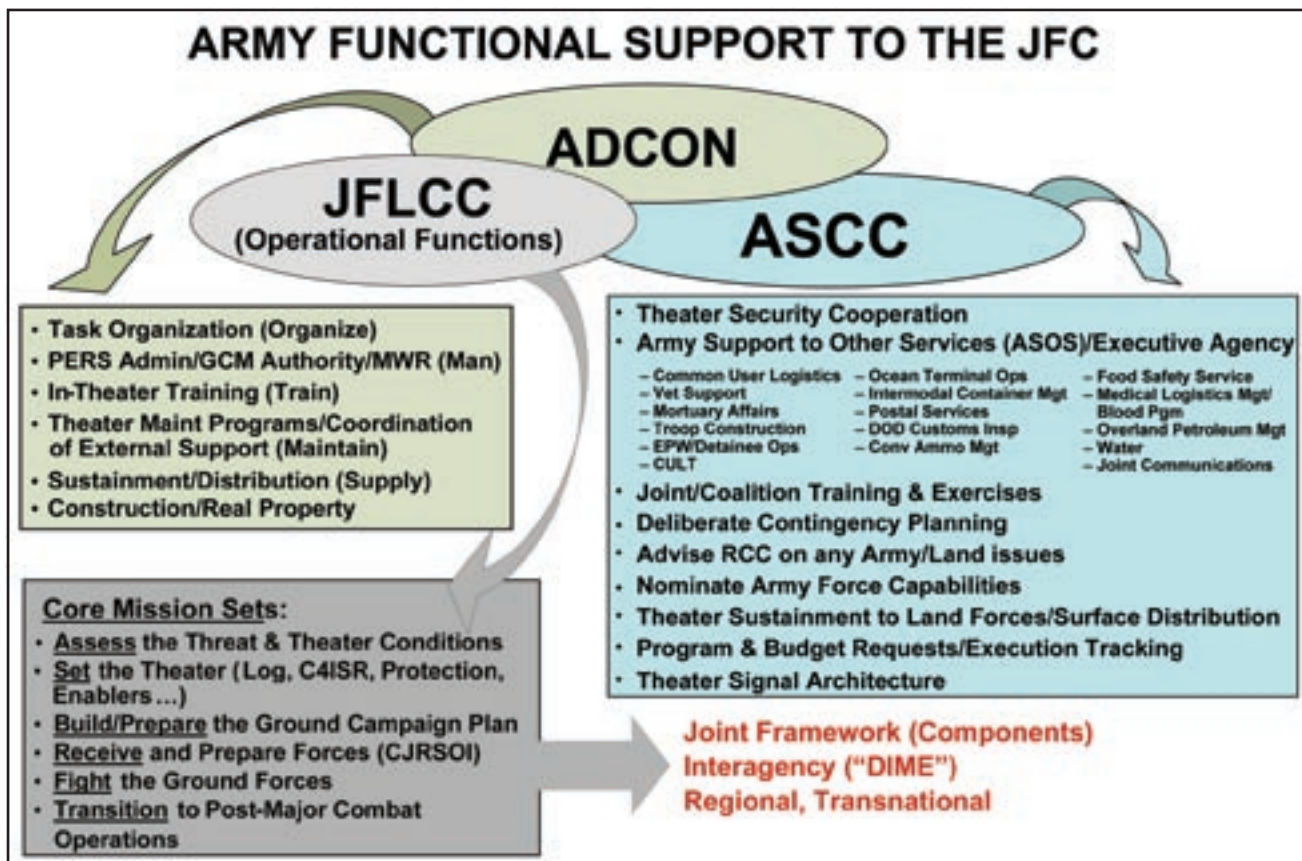 ARMY FUNCTIONAL SUPPORT TO THE JFC
ADCON
JFLCC
(Operational Functions)
ASCC
• Task Organization (Organize)
• PERS Admin/GCM Authority/MWR (Man)
• In-Theater Training (Train)
• Theater Maint Programs/Coordination
of External Support (Maintain)
• Sustainment/Distribution (Supply)
• Construction/Real Property
• Theater Security Cooperation
• Army Support to Other Services (ASOS)/Executive Agency
– Common User Logistics
– Vet Support
– Mortuary Affairs
– Troop Construction
– EPW/Detainee Ops
– CULT
– Ocean Terminal Ops
– Intermodal Container Mgt
– Postal Services
– DOD Customs Insp
– Conv Ammo Mgt
– Food Safety Service
– Medical Logistics Mgt/
Blood Pgm
– Overland Petroleum Mgt
– Water
– Joint Communications
• Joint/Coalition Training & Exercises
• Deliberate Contingency Planning
• Advise RCC on any Army/Land issues
• Nominate Army Force Capabilities
• Theater Sustainment to Land Forces/Surface Distribution
• Program & Budget Requests/Execution Tracking
• Theater Signal Architecture
Core Mission Sets:
• Assess the Threat & Theater Conditions
• Set the Theater (Log, C4ISR, Protection,
Enablers...)
• Build/Prepare the Ground Campaign Plan
• Receive and Prepare Forces (CJRSOI)
• Fight the Ground Forces
• Transition to Post-Major Combat
Operations
Joint Framework (Components)
Interagency (“DIME”)
Regional, Transnational